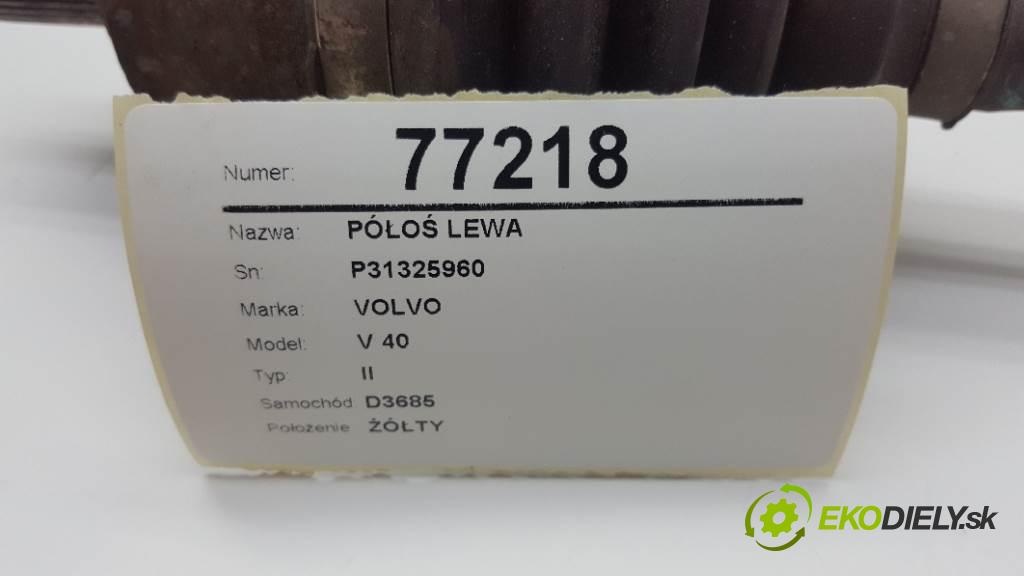 Numer: 77218
Nazwa: PÓŁOŚ LEWA
Sn: P31325960
Marka: VOLVO
Model: V 40
Typ: II
Samochód D3685
Położenie ŻÓŁTY
EKODIELY.sk